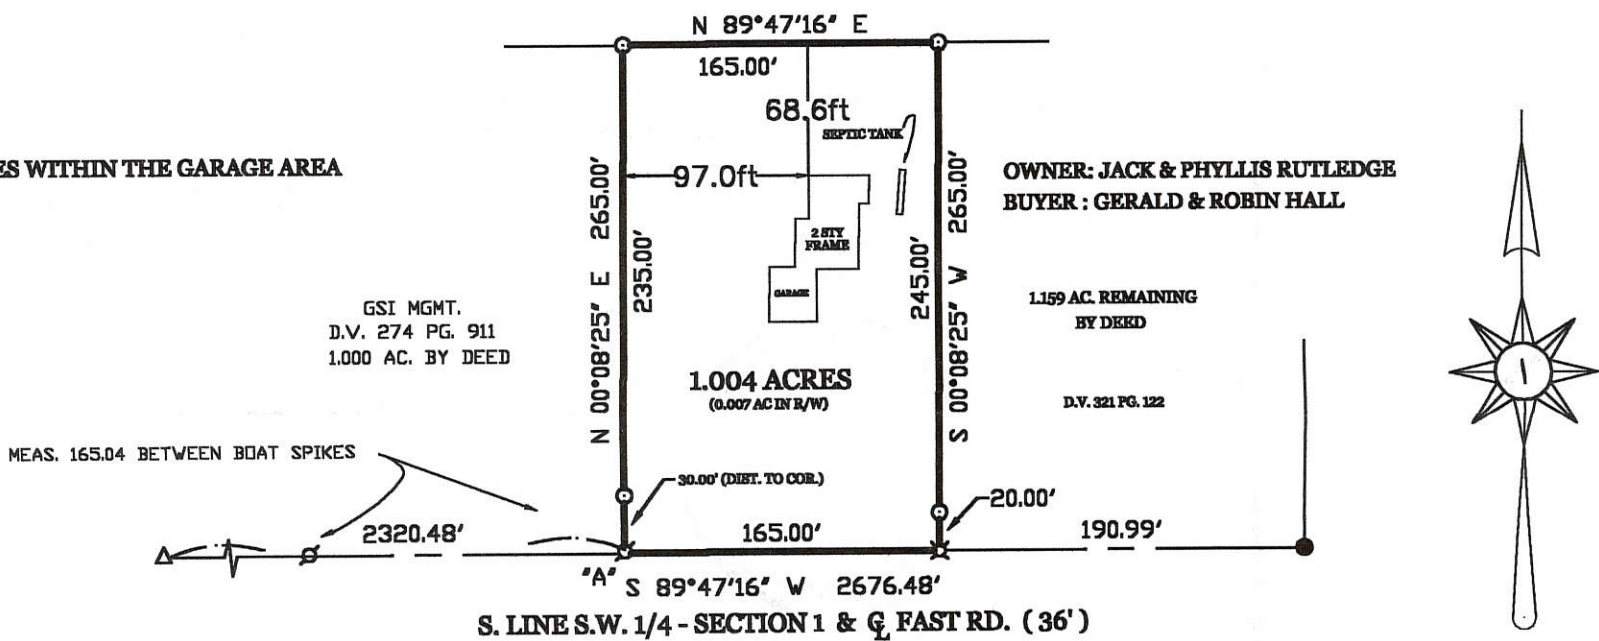 N 89°47'16" E
165.00'
68.6ft
SEPTIC TANK
ES WITHIN THE GARAGE AREA
97.0ft
OWNER: JACK & PHYLLIS RUTLEDGE
BUYER : GERALD & ROBIN HALL
N 00°08'25" E 265.00'
235.00'
2 STY
FRAME
GARAGE
245.00'
S 00°08'25" W 265.00'
GSI MGMT.
D.V. 274 PG. 911
1.000 AC. BY DEED
1.159 AC. REMAINING
BY DEED
D.V. 321 PG. 122
1.004 ACRES
(0.007 AC IN R/W)
MEAS. 165.04 BETWEEN BOAT SPIKES
30.00' (DIST. TO COR.)
20.00'
2320.48'
165.00'
190.99'
"A" S 89°47'16" W 2676.48'
S. LINE S.W. 1/4 - SECTION 1 & ℄ FAST RD. ( 36' )